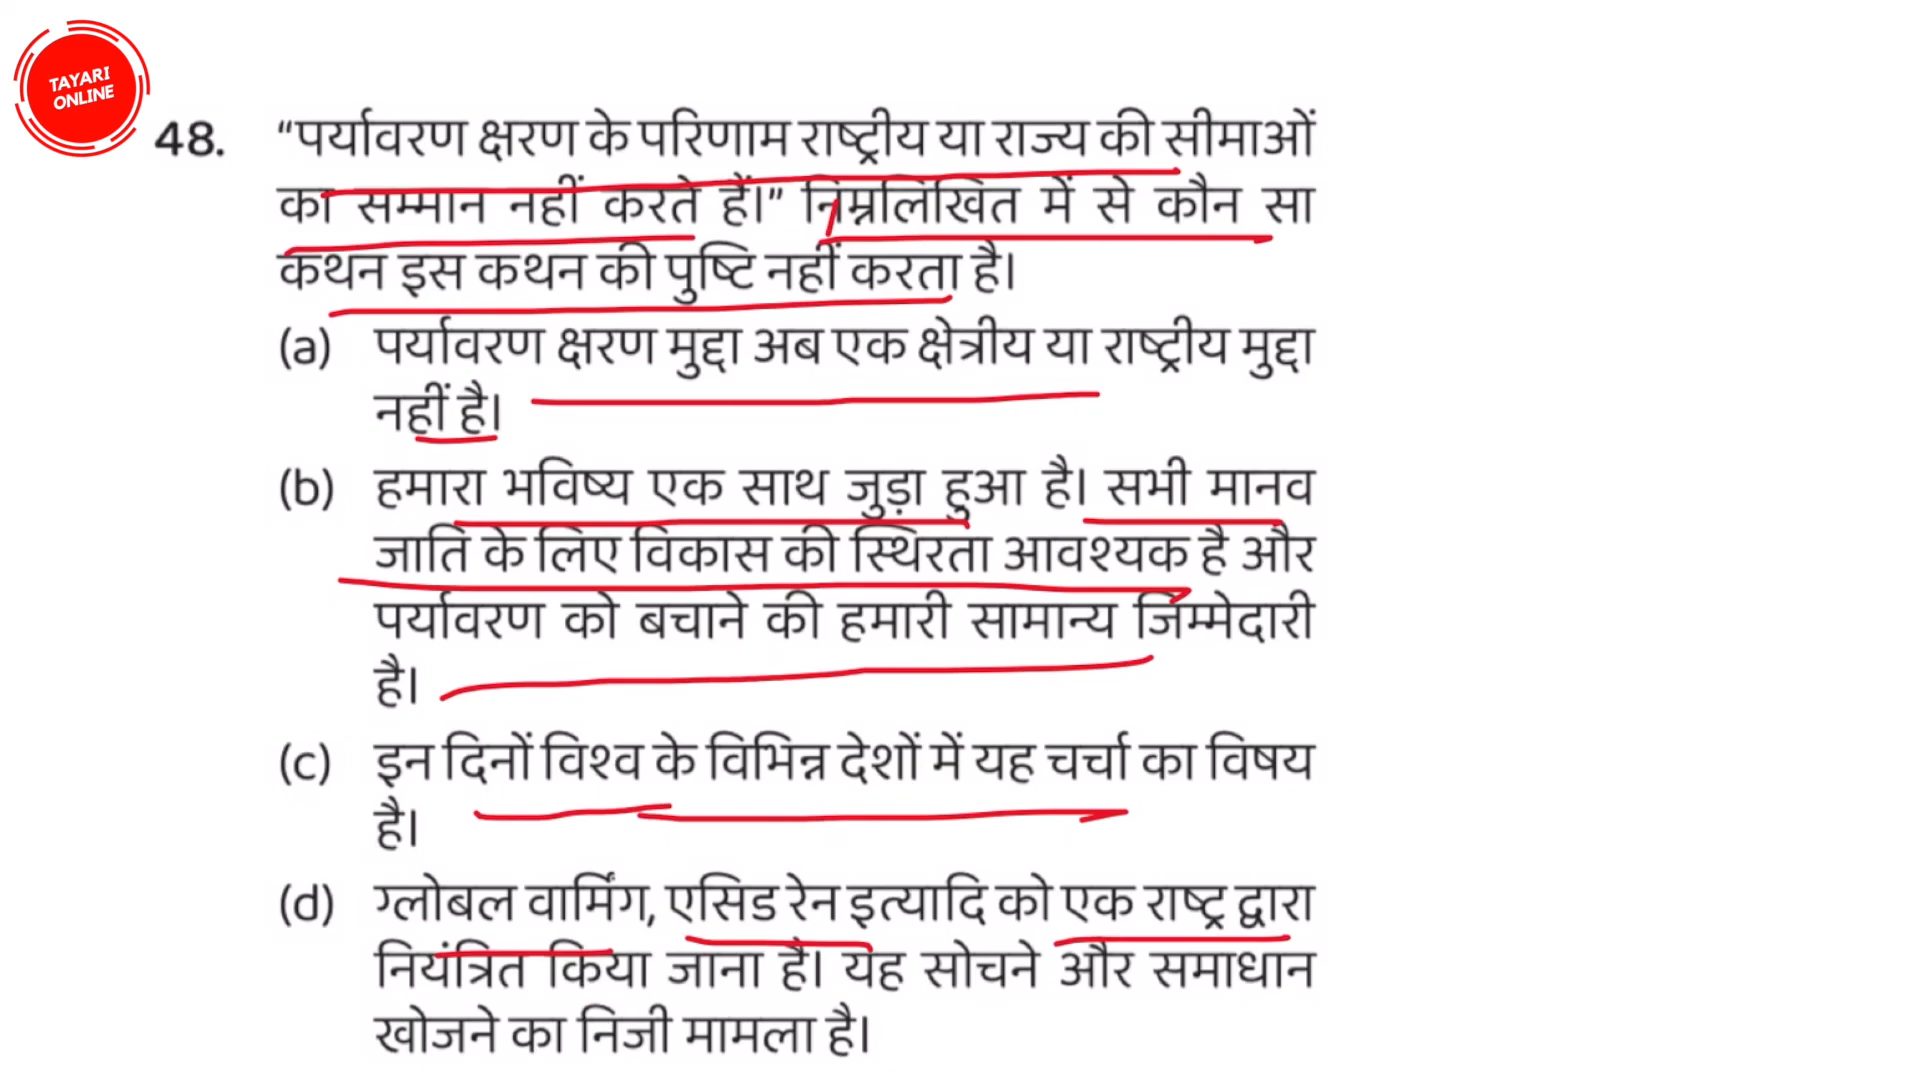 TAYARI
ONLINE
48. “पर्यावरण क्षरण के परिणाम राष्ट्रीय या राज्य की सीमाओं
का सम्मान नहीं करते हैं।” निम्नलिखित में से कौन सा
कथन इस कथन की पुष्टि नहीं करता है।
(a) पर्यावरण क्षरण मुद्दा अब एक क्षेत्रीय या राष्ट्रीय मुद्दा
नहीं है।
(b) हमारा भविष्य एक साथ जुड़ा हुआ है। सभी मानव
जाति के लिए विकास की स्थिरता आवश्यक है और
पर्यावरण को बचाने की हमारी सामान्य जिम्मेदारी
है।
(c) इन दिनों विश्व के विभिन्न देशों में यह चर्चा का विषय
है।
(d) ग्लोबल वार्मिंग, एसिड रेन इत्यादि को एक राष्ट्र द्वारा
नियंत्रित किया जाना है। यह सोचने और समाधान
खोजने का निजी मामला है।